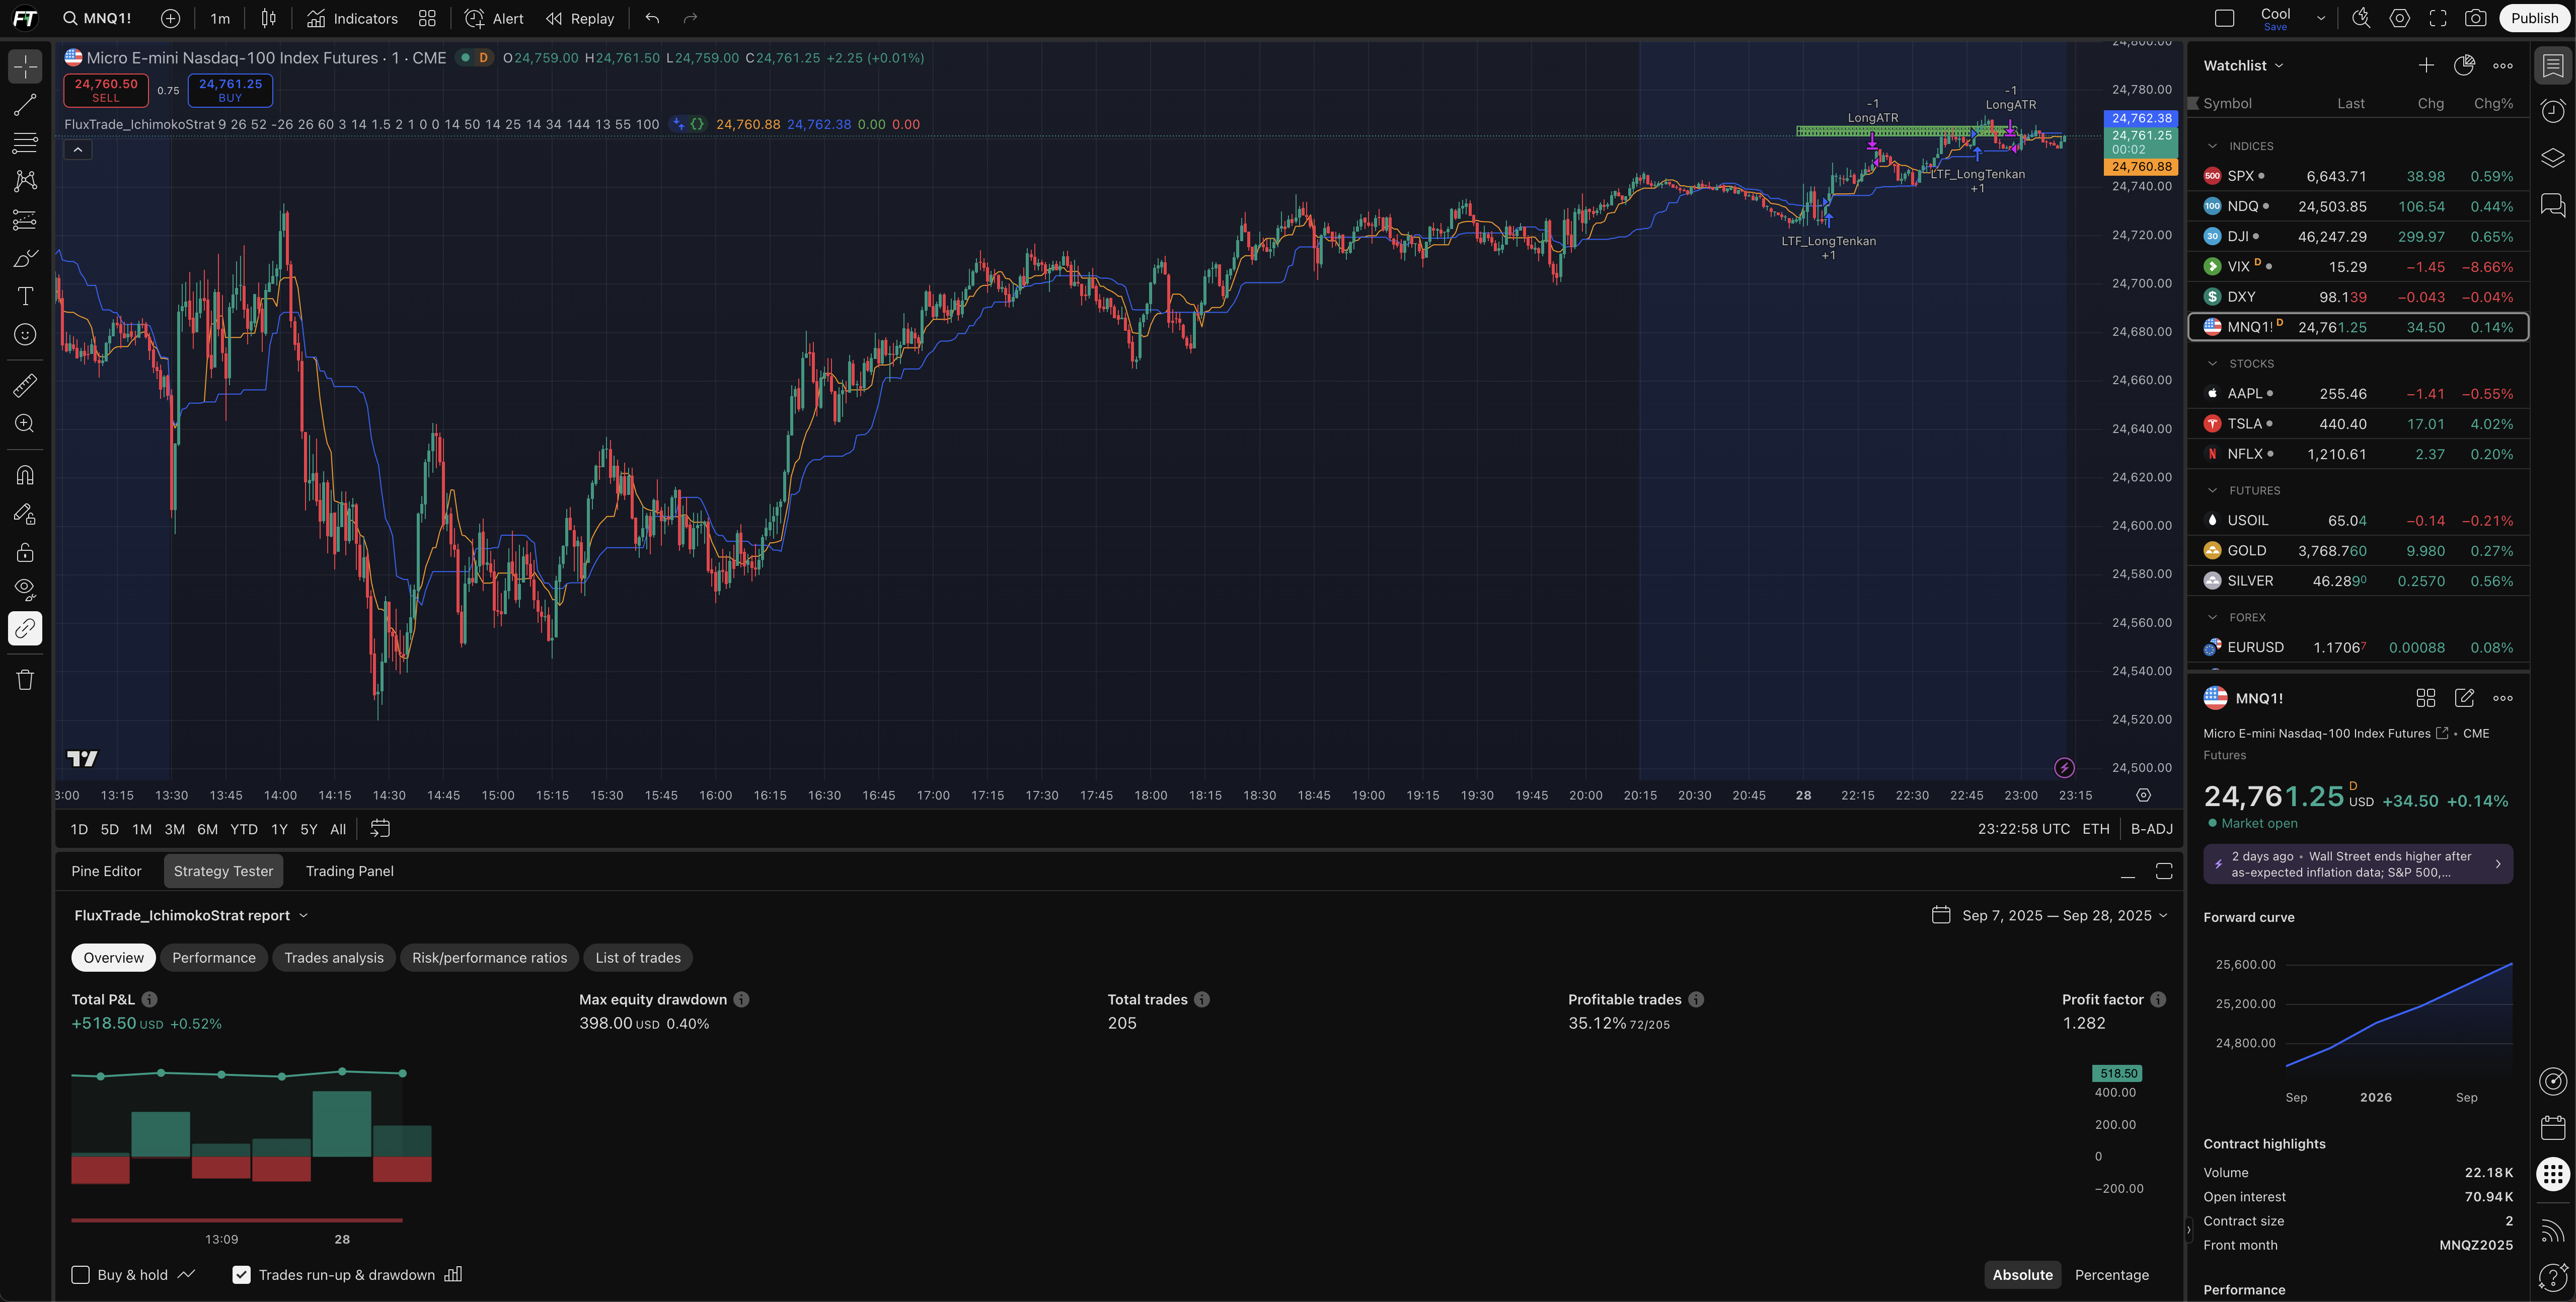 MNQ1!
1m
Indicators
Alert
Replay
Cool
Save
Publish
Micro E-mini Nasdaq-100 Index Futures · 1 · CME
D
O24,759.00 H24,761.50 L24,759.00 C24,761.25 +2.25 (+0.01%)
24,760.50
SELL
0.75
24,761.25
BUY
FluxTrade_IchimokoStrat 9 26 52 -26 26 60 3 14 1.5 2 1 0 0 14 50 14 25 14 34 144 13 55 100
24,760.88 24,762.38 0.00 0.00
-1
LongATR
-1
LongATR
LTF_LongTenkan
+1
LTF_LongTenkan
+1
24,800.00
24,780.00
24,762.38
24,761.25
00:02
24,760.88
24,740.00
24,720.00
24,700.00
24,680.00
24,660.00
24,640.00
24,620.00
24,600.00
24,580.00
24,560.00
24,540.00
24,520.00
24,500.00
3:00 13:15 13:30 13:45 14:00 14:15 14:30 14:45 15:00 15:15 15:30 15:45 16:00 16:15 16:30 16:45 17:00 17:15 17:30 17:45 18:00 18:15 18:30 18:45 19:00 19:15 19:30 19:45 20:00 20:15 20:30 20:45 28 22:15 22:30 22:45 23:00 23:15
1D 5D 1M 3M 6M YTD 1Y 5Y All
23:22:58 UTC ETH B-ADJ
Pine Editor
Strategy Tester
Trading Panel
FluxTrade_IchimokoStrat report
Sep 7, 2025 — Sep 28, 2025
Overview
Performance
Trades analysis
Risk/performance ratios
List of trades
Total P&L
+518.50 USD +0.52%
Max equity drawdown
398.00 USD 0.40%
Total trades
205
Profitable trades
35.12% 72/205
Profit factor
1.282
518.50
400.00
200.00
0
−200.00
13:09
28
Buy & hold
Trades run-up & drawdown
Absolute
Percentage
Watchlist
Symbol Last Chg Chg%
INDICES
500 SPX 6,643.71 38.98 0.59%
100 NDQ 24,503.85 106.54 0.44%
30 DJI 46,247.29 299.97 0.65%
VIX D 15.29 −1.45 −8.66%
DXY 98.139 −0.043 −0.04%
MNQ1! D 24,761.25 34.50 0.14%
STOCKS
AAPL 255.46 −1.41 −0.55%
TSLA 440.40 17.01 4.02%
NFLX 1,210.61 2.37 0.20%
FUTURES
USOIL 65.04 −0.14 −0.21%
GOLD 3,768.760 9.980 0.27%
SILVER 46.2890 0.2570 0.56%
FOREX
EURUSD 1.17067 0.00088 0.08%
MNQ1!
Micro E-mini Nasdaq-100 Index Futures • CME
Futures
24,761.25 D USD +34.50 +0.14%
Market open
2 days ago • Wall Street ends higher after
as-expected inflation data; S&P 500,...
Forward curve
25,600.00
25,200.00
24,800.00
Sep 2026 Sep
Contract highlights
Volume 22.18 K
Open interest 70.94 K
Contract size 2
Front month MNQZ2025
Performance